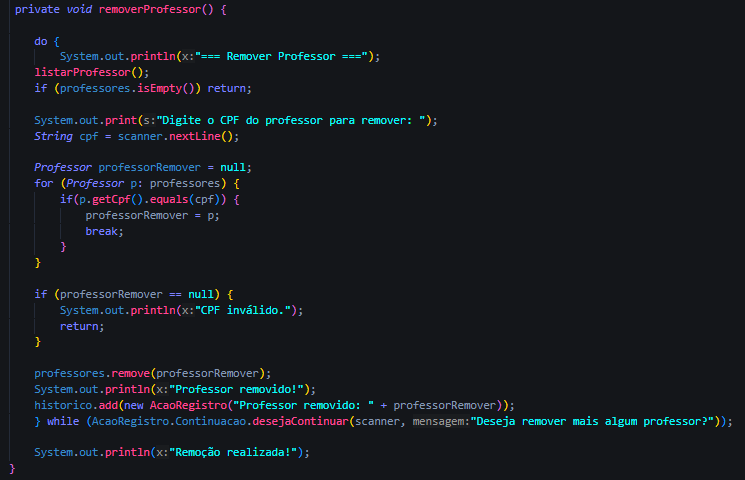 private void removerProfessor() {
do {
System.out.println(x:"=== Remover Professor ===");
listarProfessor();
if (professores.isEmpty()) return;
System.out.print(s:"Digite o CPF do professor para remover: ");
String cpf = scanner.nextLine();
Professor professorRemover = null;
for (Professor p: professores) {
if(p.getCpf().equals(cpf)) {
professorRemover = p;
break;
}
}
if (professorRemover == null) {
System.out.println(x:"CPF inválido.");
return;
}
professores.remove(professorRemover);
System.out.println(x:"Professor removido!");
historico.add(new AcaoRegistro("Professor removido: " + professorRemover));
} while (AcaoRegistro.Continuacao.desejaContinuar(scanner, mensagem:"Deseja remover mais algum professor?"));
System.out.println(x:"Remoção realizada!");
}